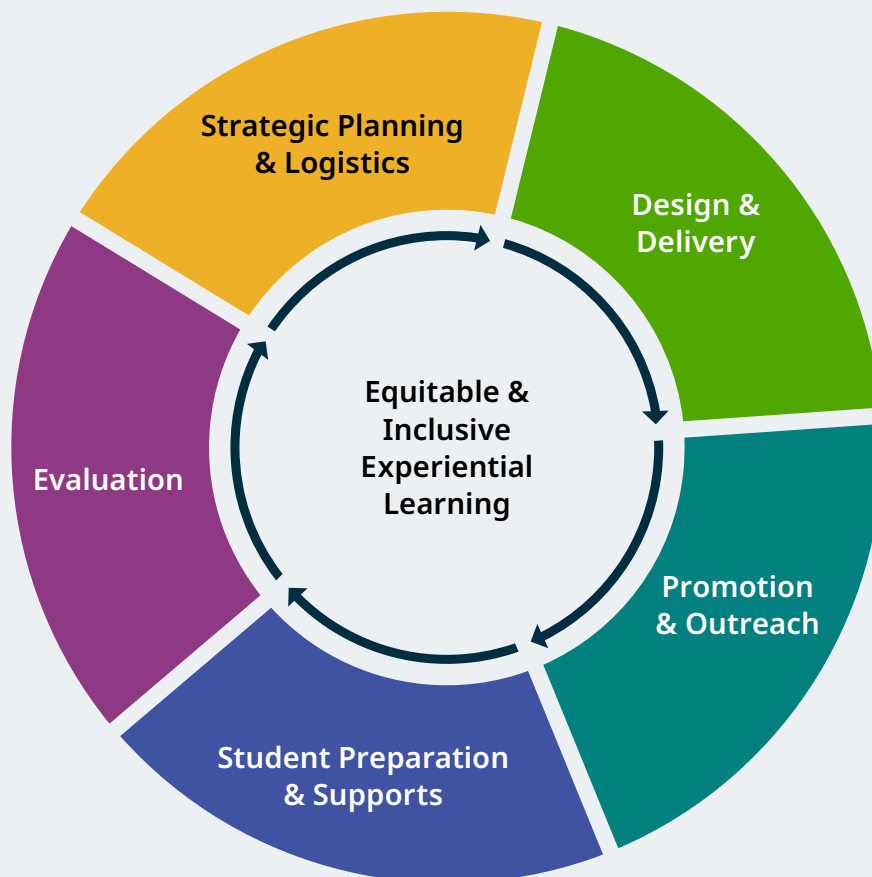 Strategic Planning
& Logistics
Design &
Delivery
Promotion
& Outreach
Student Preparation
& Supports
Evaluation
Equitable &
Inclusive
Experiential
Learning